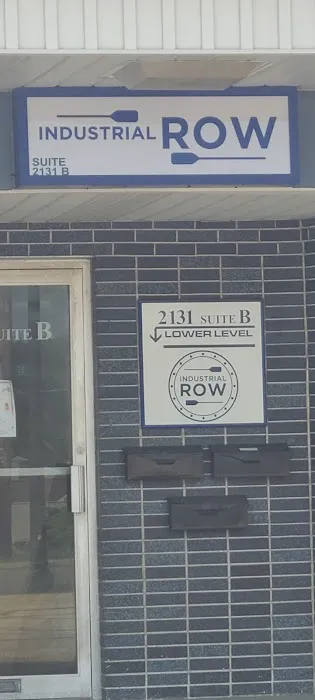 INDUSTRIAL ROW
SUITE
2131 B
UITE B
2131 SUITE B
LOWER LEVEL
INDUSTRIAL
ROW